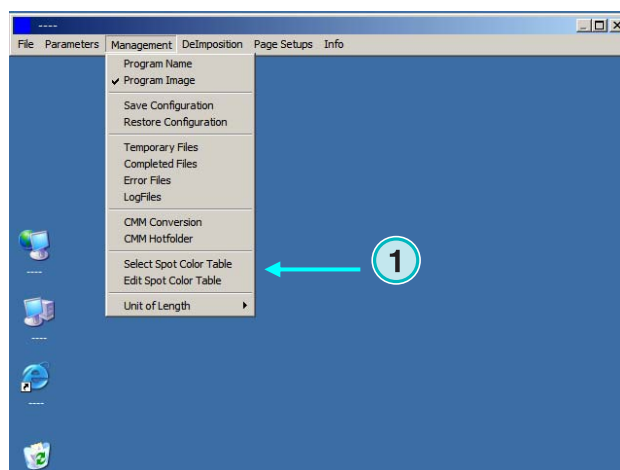 ----
File Parameters Management DeImposition Page Setups Info
Program Name
Program Image
Save Configuration
Restore Configuration
Temporary Files
Completed Files
Error Files
LogFiles
CMM Conversion
CMM Hotfolder
Select Spot Color Table
Edit Spot Color Table
Unit of Length
1
----
----
----